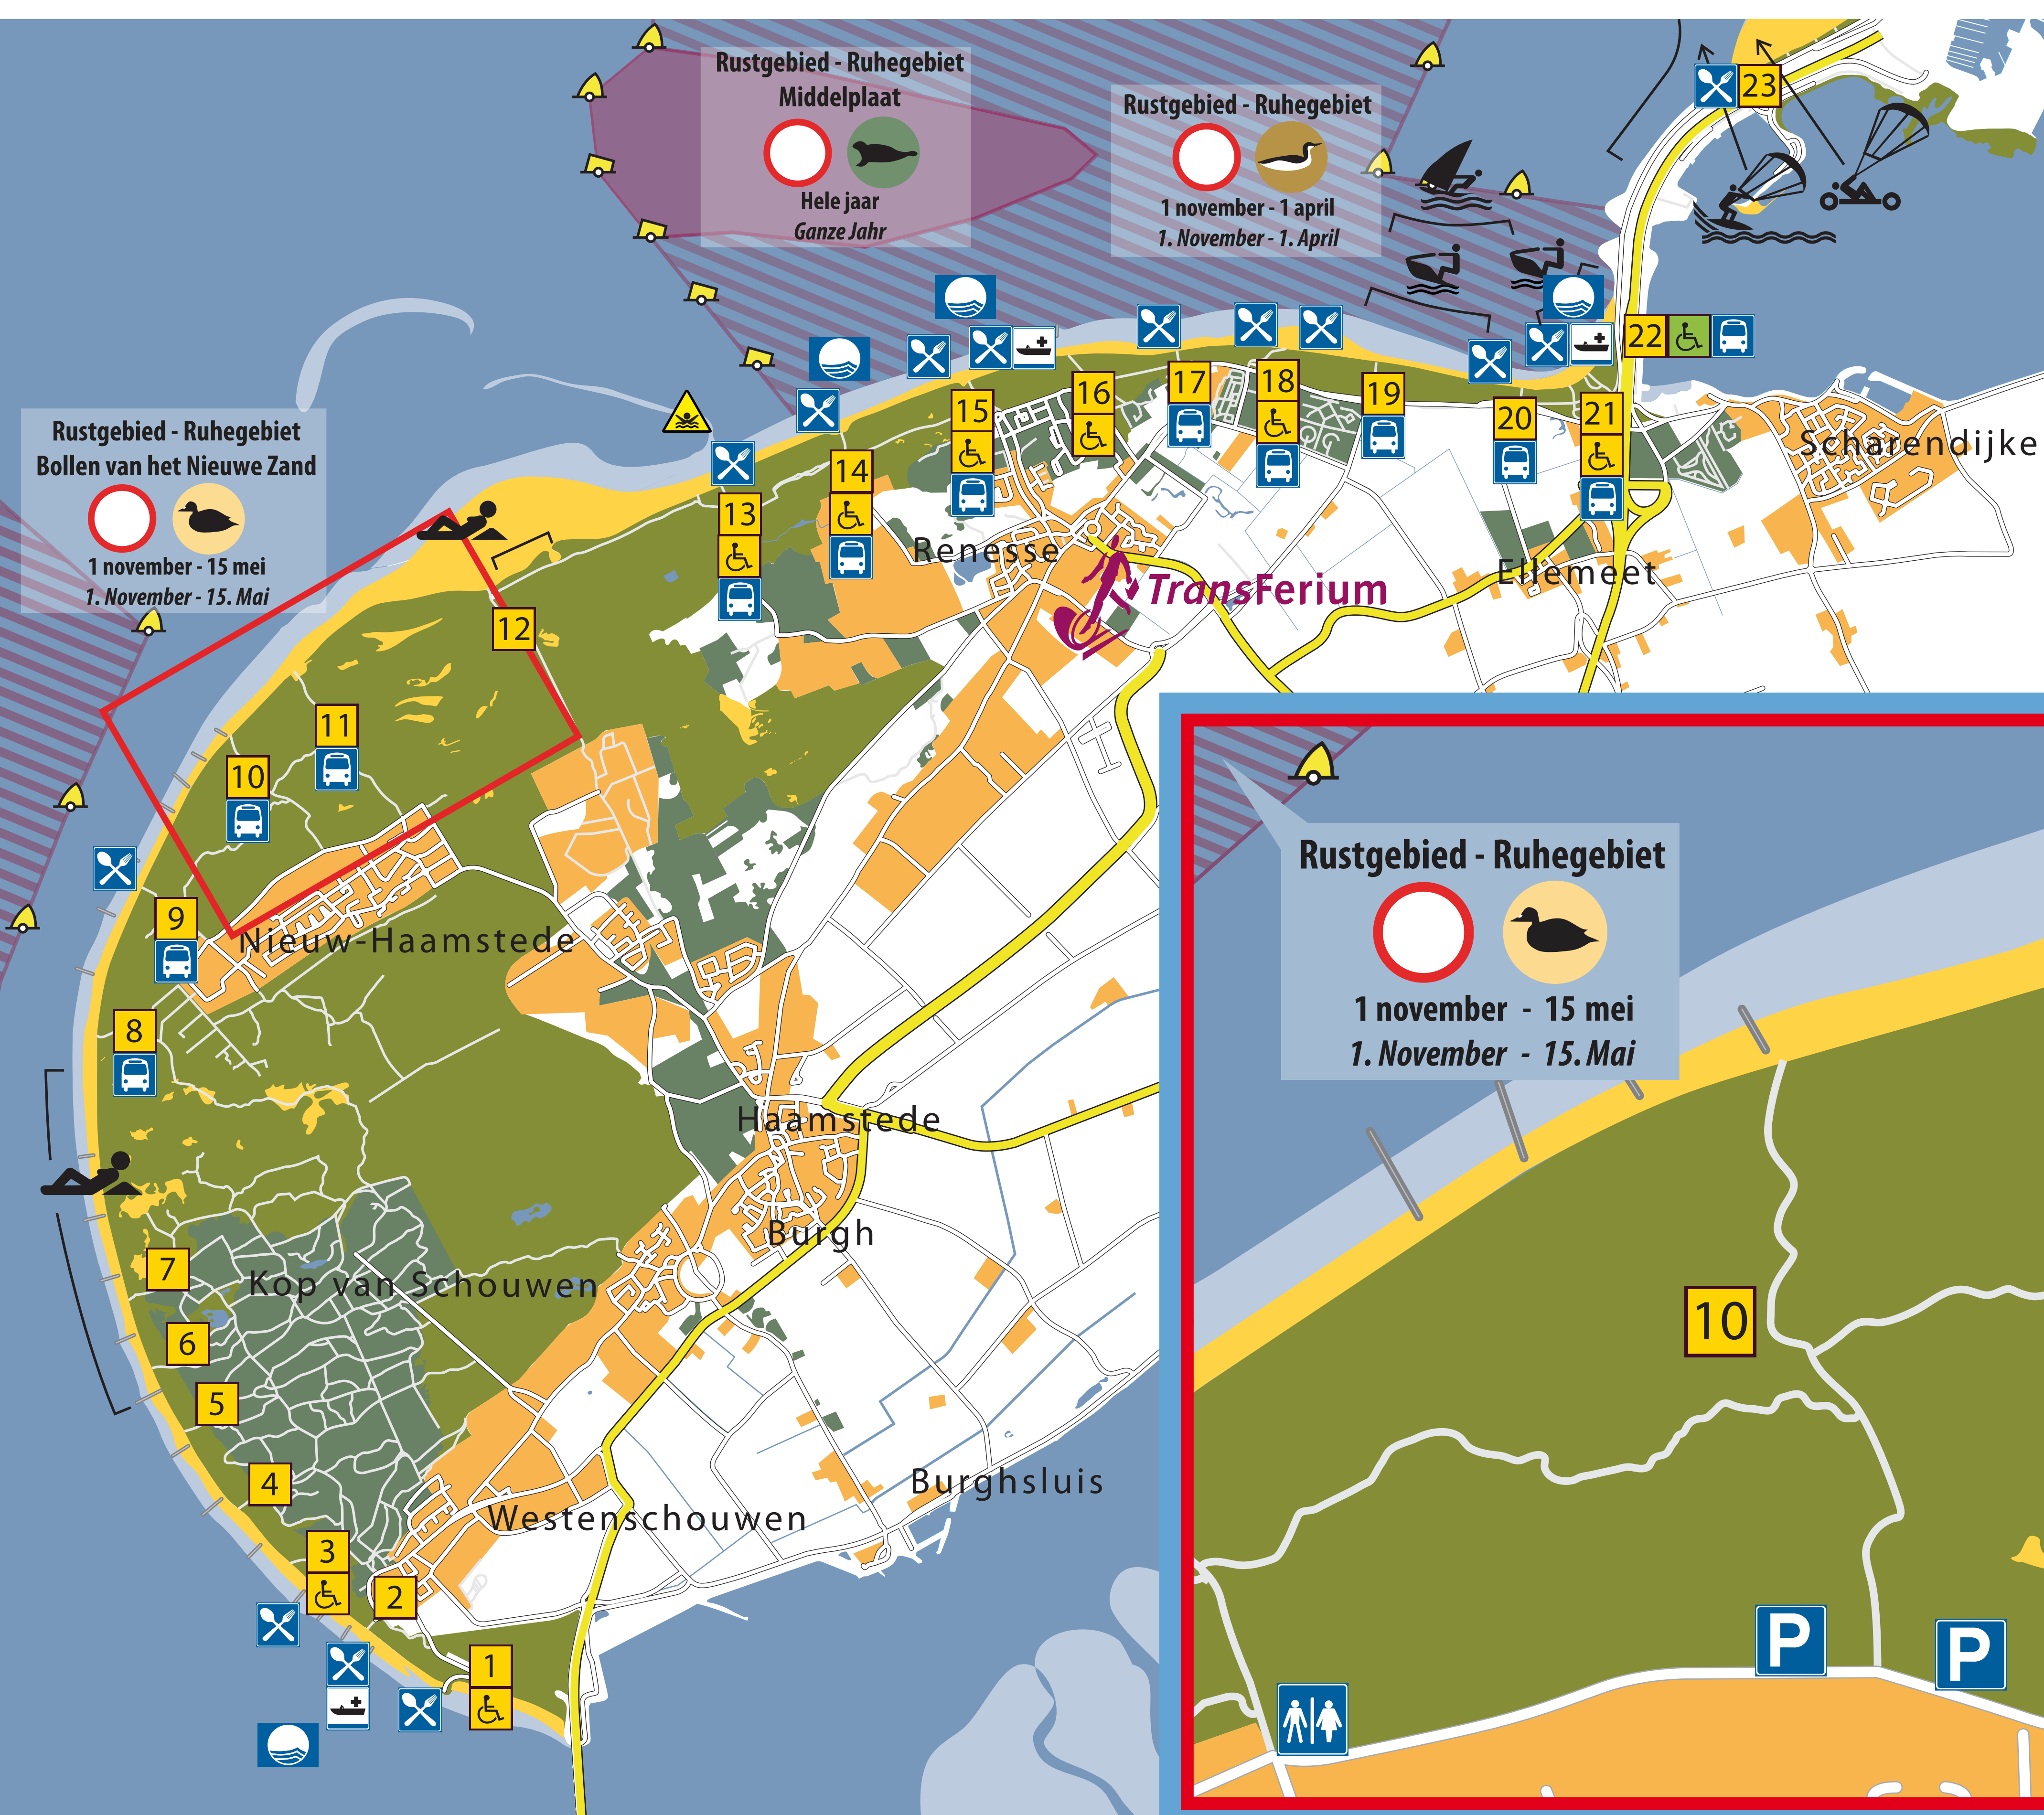 Rustgebied - Ruhegebiet
Middelplaat
Hele jaar
Ganze Jahr
Rustgebied - Ruhegebiet
1 november - 1 april
1. November - 1. April
23
22
Rustgebied - Ruhegebiet
Bollen van het Nieuwe Zand
1 november - 15 mei
1. November - 15. Mai
15
16
17
18
19
20
21
Scharendijke
14
13
Renesse
TransFerium
Ellemeet
12
11
10
9
Nieuw-Haamstede
8
Haamstede
Burgh
7
Kop van Schouwen
6
5
4
Burghsluis
Westenschouwen
3
2
1
Rustgebied - Ruhegebiet
1 november - 15 mei
1. November - 15. Mai
10
P
P